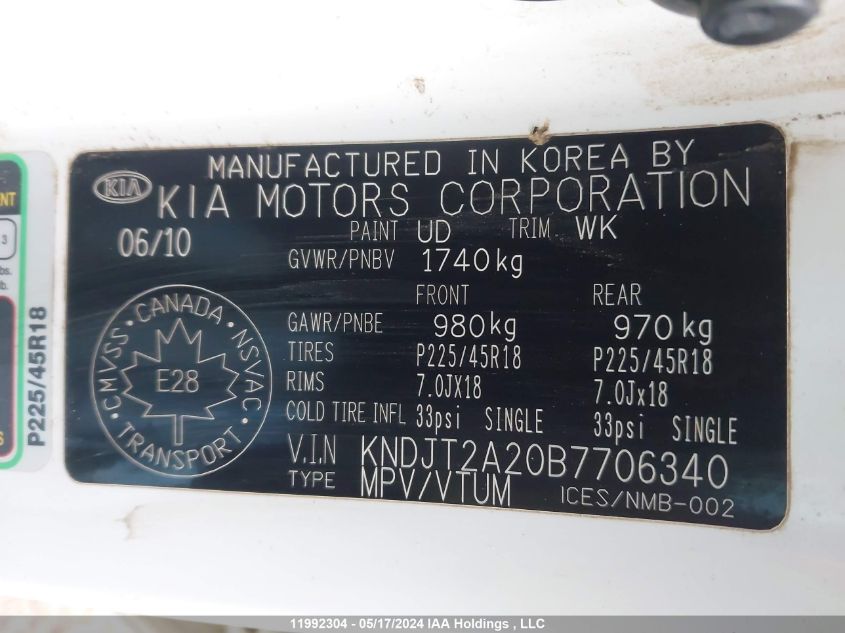 MANUFACTURED IN KOREA BY
KIA KIA MOTORS CORPORATION
06/10 PAINT UD TRIM WK
GVWR/PNBV 1740kg
FRONT REAR
GAWR/PNBE 980kg 970kg
TIRES P225/45R18 P225/45R18
RIMS 7.0JX18 7.0Jx18
COLD TIRE INFL 33psi SINGLE 33psi SINGLE
V.I.N KNDJT2A20B7706340
TYPE MPV/VTUM ICES/NMB-002
CANADA
CMVSS • NSVAC
E28
TRANSPORT
NT
3
bs.
b.
P225/45R18
S
11992304 - 05/17/2024 IAA Holdings , LLC